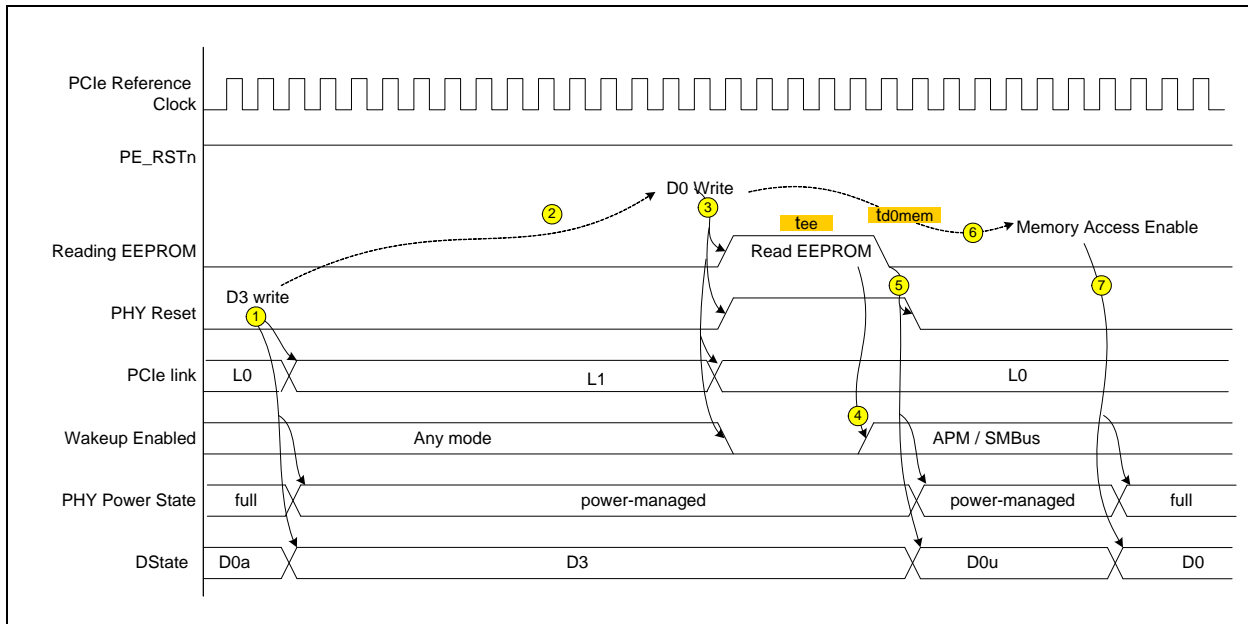 PCIe Reference
Clock
PE_RSTn
D0 Write
2
3
tee
td0mem
6
Memory Access Enable
Reading EEPROM
Read EEPROM
D3 write
5
7
PHY Reset
1
PCIe link
L0
L1
L0
4
Wakeup Enabled
Any mode
APM / SMBus
PHY Power State
full
power-managed
power-managed
full
DState
D0a
D3
D0u
D0